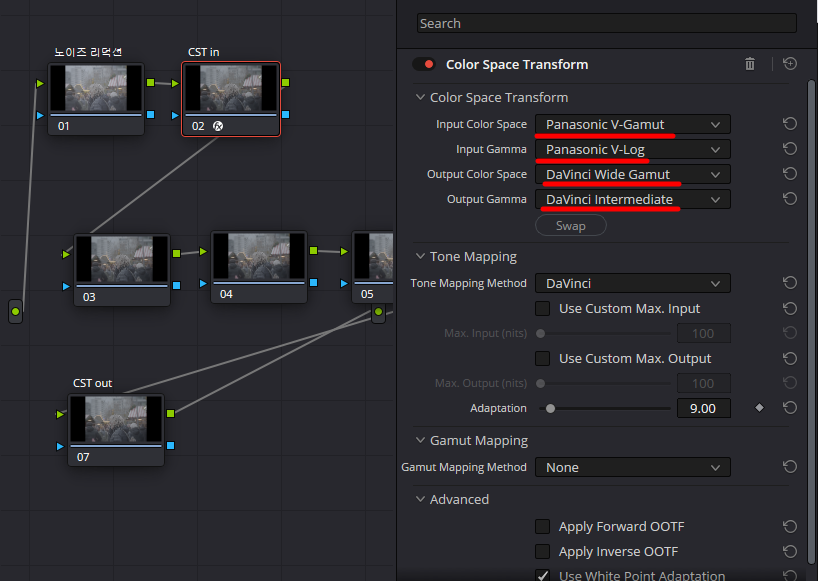 노이즈 리덕션
CST in
01
02
03
04
05
CST out
07
Search
Color Space Transform
Color Space Transform
Input Color Space Panasonic V-Gamut
Input Gamma Panasonic V-Log
Output Color Space DaVinci Wide Gamut
Output Gamma DaVinci Intermediate
Swap
Tone Mapping
Tone Mapping Method DaVinci
Use Custom Max. Input
Max. Input (nits) 100
Use Custom Max. Output
Max. Output (nits) 100
Adaptation 9.00
Gamut Mapping
Gamut Mapping Method None
Advanced
Apply Forward OOTF
Apply Inverse OOTF
Use White Point Adaptation